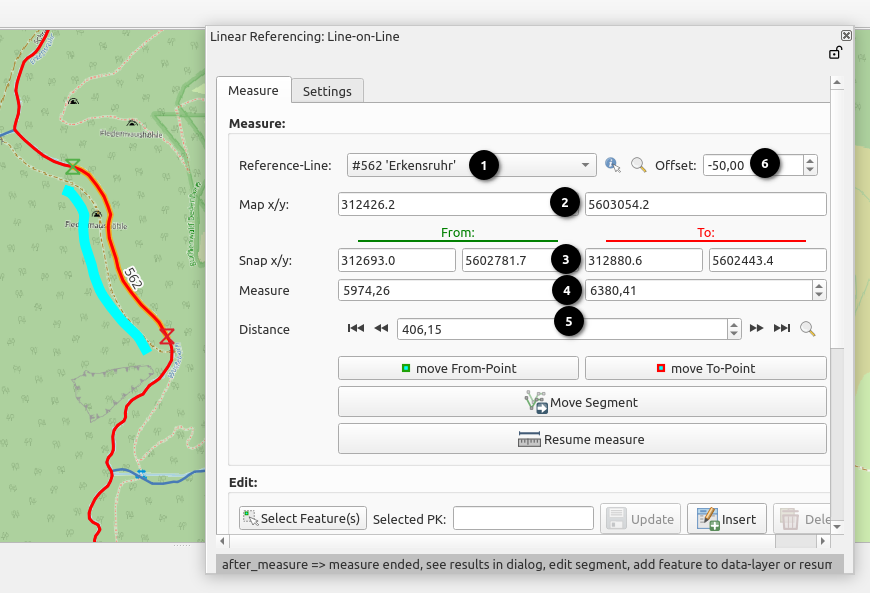 Linear Referencing: Line-on-Line
Measure
Settings
Measure:
Reference-Line:
#562 'Erkensruhr'
1
Offset:
-50,00
6
Map x/y:
312426.2
2
5603054.2
From:
To:
Snap x/y:
312693.0
5602781.7
3
312880.6
5602443.4
Measure
5974,26
4
6380,41
Distance
406,15
5
move From-Point
move To-Point
Move Segment
Resume measure
Edit:
Select Feature(s)
Selected PK:
Update
Insert
Dele
after_measure => measure ended, see results in dialog, edit segment, add feature to data-layer or resum
562